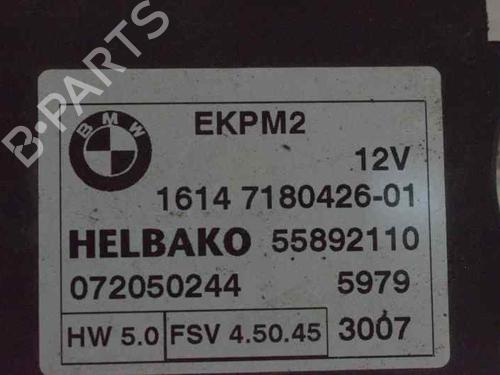 B-PARTS
BMW
EKPM2
12V
1614 7180426-01
HELBAKO 55892110
072050244 5979
HW 5.0 FSV 4.50.45 3007